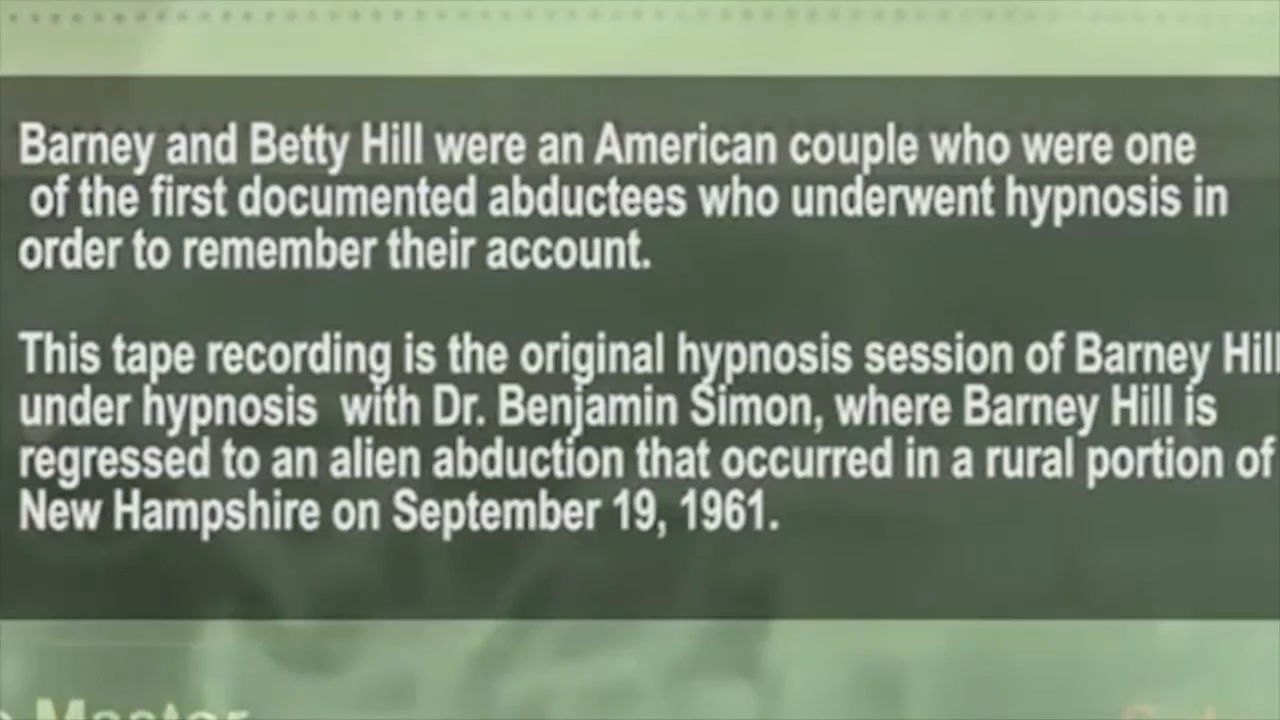 Barney and Betty Hill were an American couple who were one
of the first documented abductees who underwent hypnosis in
order to remember their account.
This tape recording is the original hypnosis session of Barney Hill
under hypnosis with Dr. Benjamin Simon, where Barney Hill is
regressed to an alien abduction that occurred in a rural portion of
New Hampshire on September 19, 1961.
Master